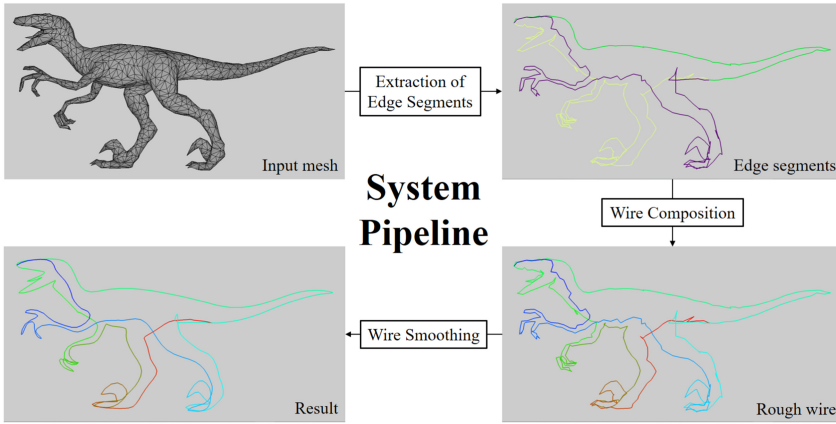 Input mesh
Extraction of
Edge Segments
Edge segments
System
Pipeline
Wire Composition
Rough wire
Wire Smoothing
Result